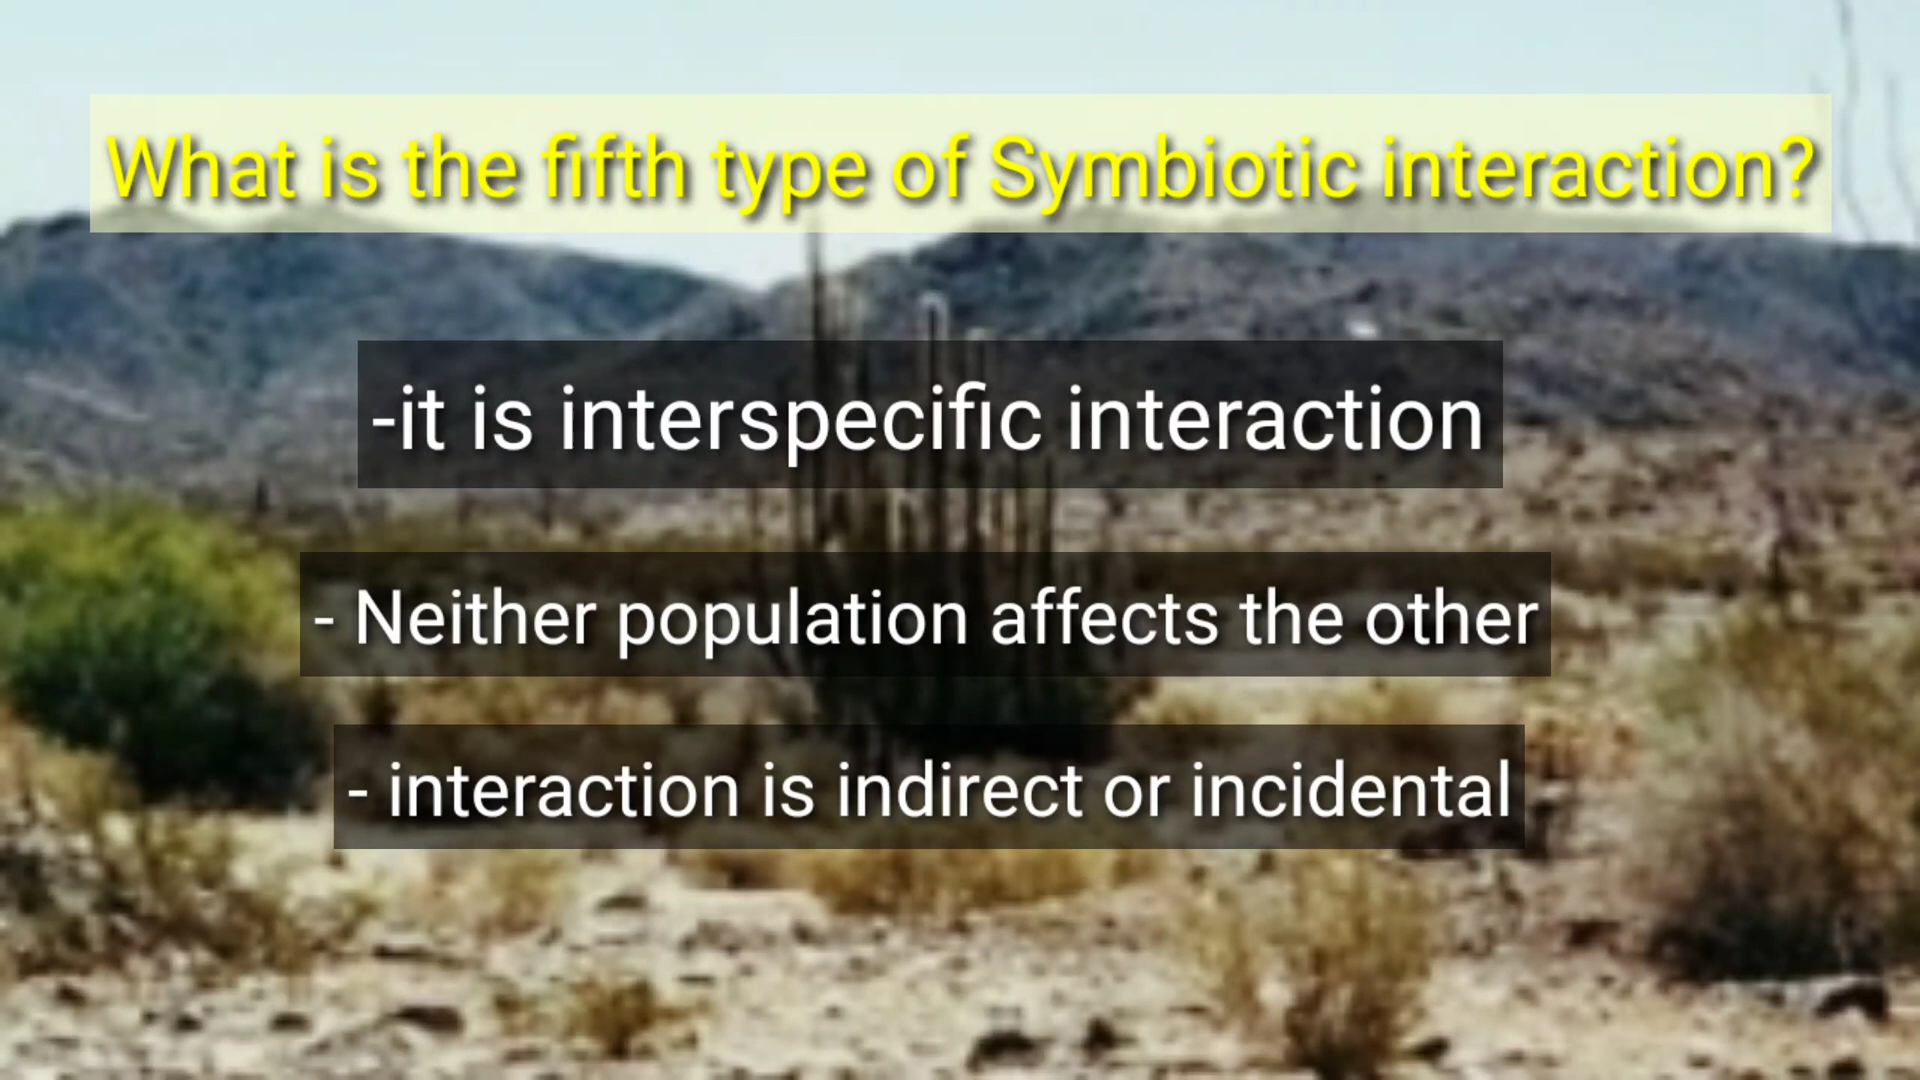 What is the fifth type of Symbiotic interaction?
-it is interspecific interaction
- Neither population affects the other
- interaction is indirect or incidental